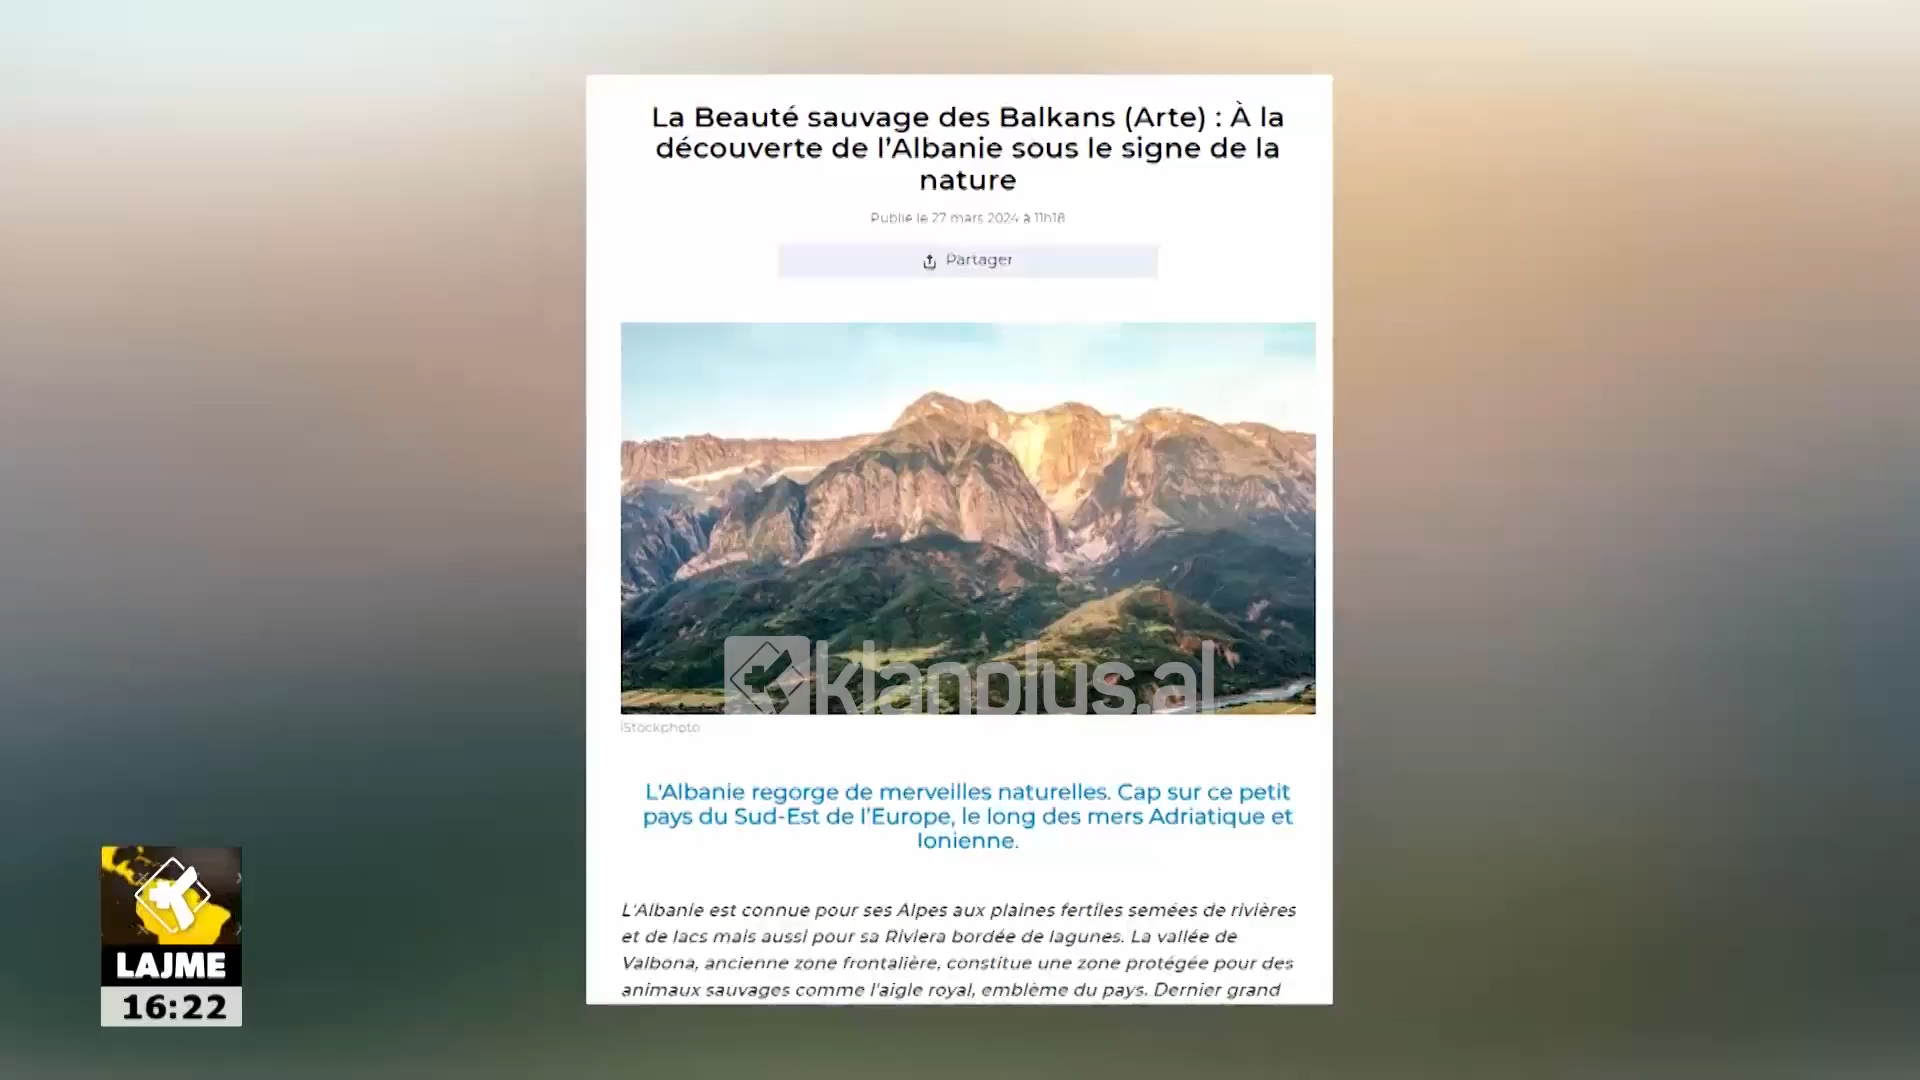 La Beauté sauvage des Balkans (Arte) : À la
découverte de l'Albanie sous le signe de la
nature
Publié le 27 mars 2024 à 11h18
Partager
klanplus.al
iStockphoto
L'Albanie regorge de merveilles naturelles. Cap sur ce petit
pays du Sud-Est de l'Europe, le long des mers Adriatique et
Ionienne.
L'Albanie est connue pour ses Alpes aux plaines fertiles semées de rivières
et de lacs mais aussi pour sa Riviera bordée de lagunes. La vallée de
Valbona, ancienne zone frontalière, constitue une zone protégée pour des
animaux sauvages comme l'aigle royal, emblème du pays. Dernier grand
LAJME
16:22